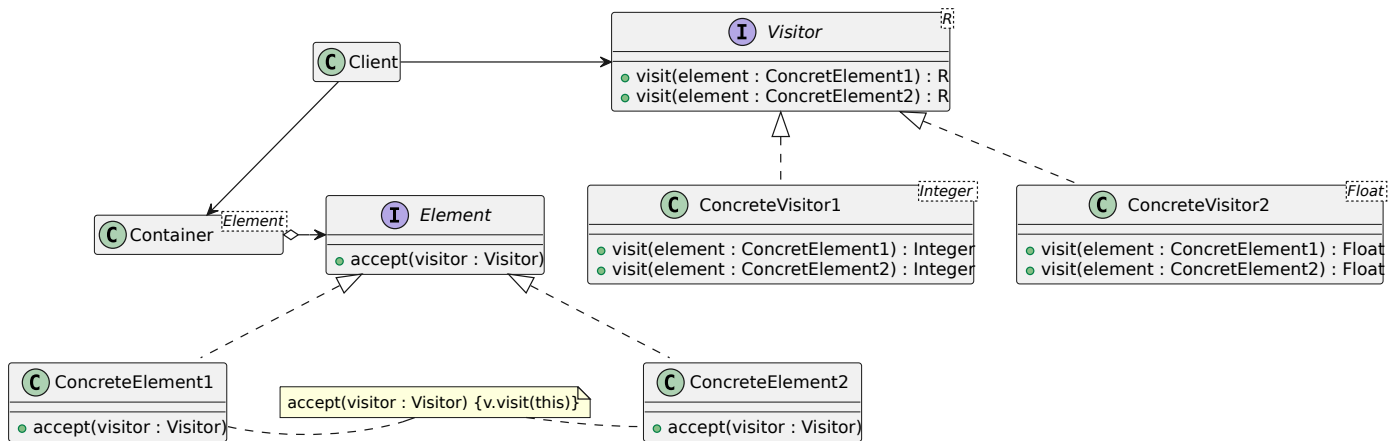 I Visitor R
+ visit(element : ConcretElement1) : R
+ visit(element : ConcretElement2) : R
C Client
C Container Element
I Element
accept(visitor : Visitor)
C ConcreteVisitor1 Integer
visit(element : ConcretElement1) : Integer
visit(element : ConcretElement2) : Integer
C ConcreteVisitor2 Float
visit(element : ConcretElement1) : Float
visit(element : ConcretElement2) : Float
C ConcreteElement1
accept(visitor : Visitor)
accept(visitor : Visitor) {v.visit(this)}
C ConcreteElement2
accept(visitor : Visitor)